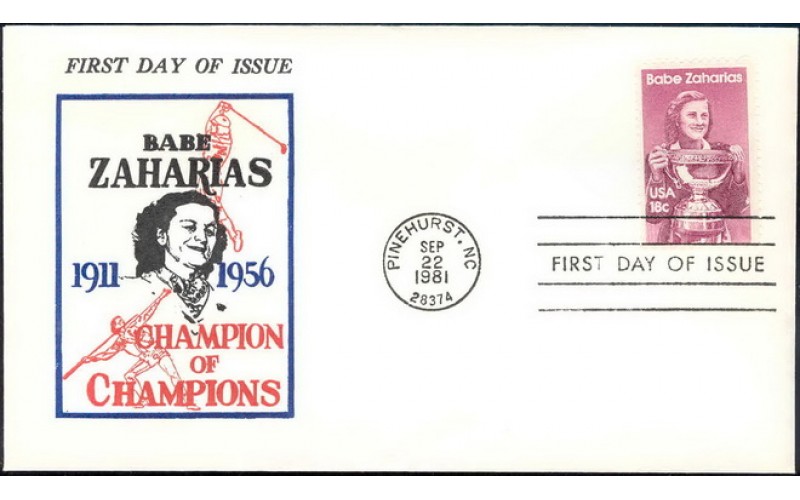 FIRST DAY OF ISSUE
BABE
ZAHARIAS
1911 1956
CHAMPION
OF
CHAMPIONS
PINEHURST, NC
SEP
22
1981
28374
Babe Zaharias
USA
18c
FIRST DAY OF ISSUE